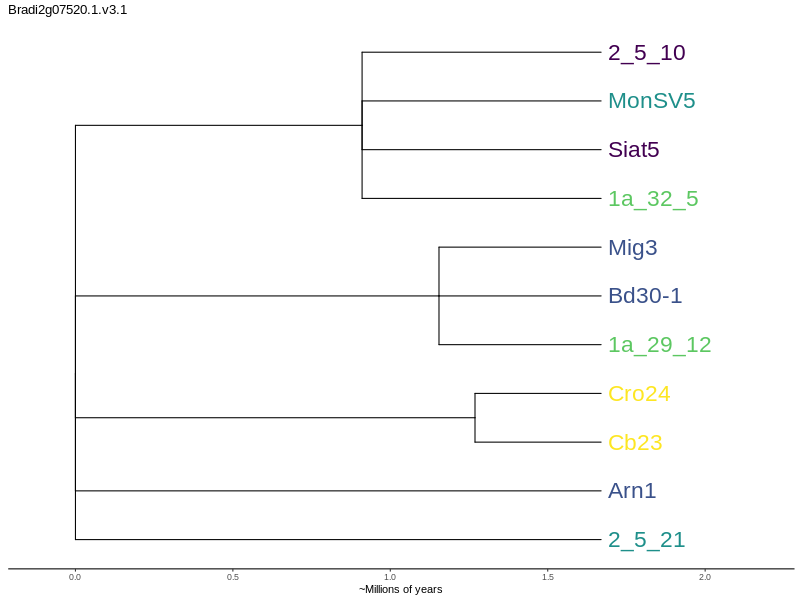 Bradi2g07520.1.v3.1
2_5_10
MonSV5
Siat5
1a_32_5
Mig3
Bd30-1
1a_29_12
Cro24
Cb23
Arn1
2_5_21
0.0 0.5 1.0 1.5 2.0
~Millions of years